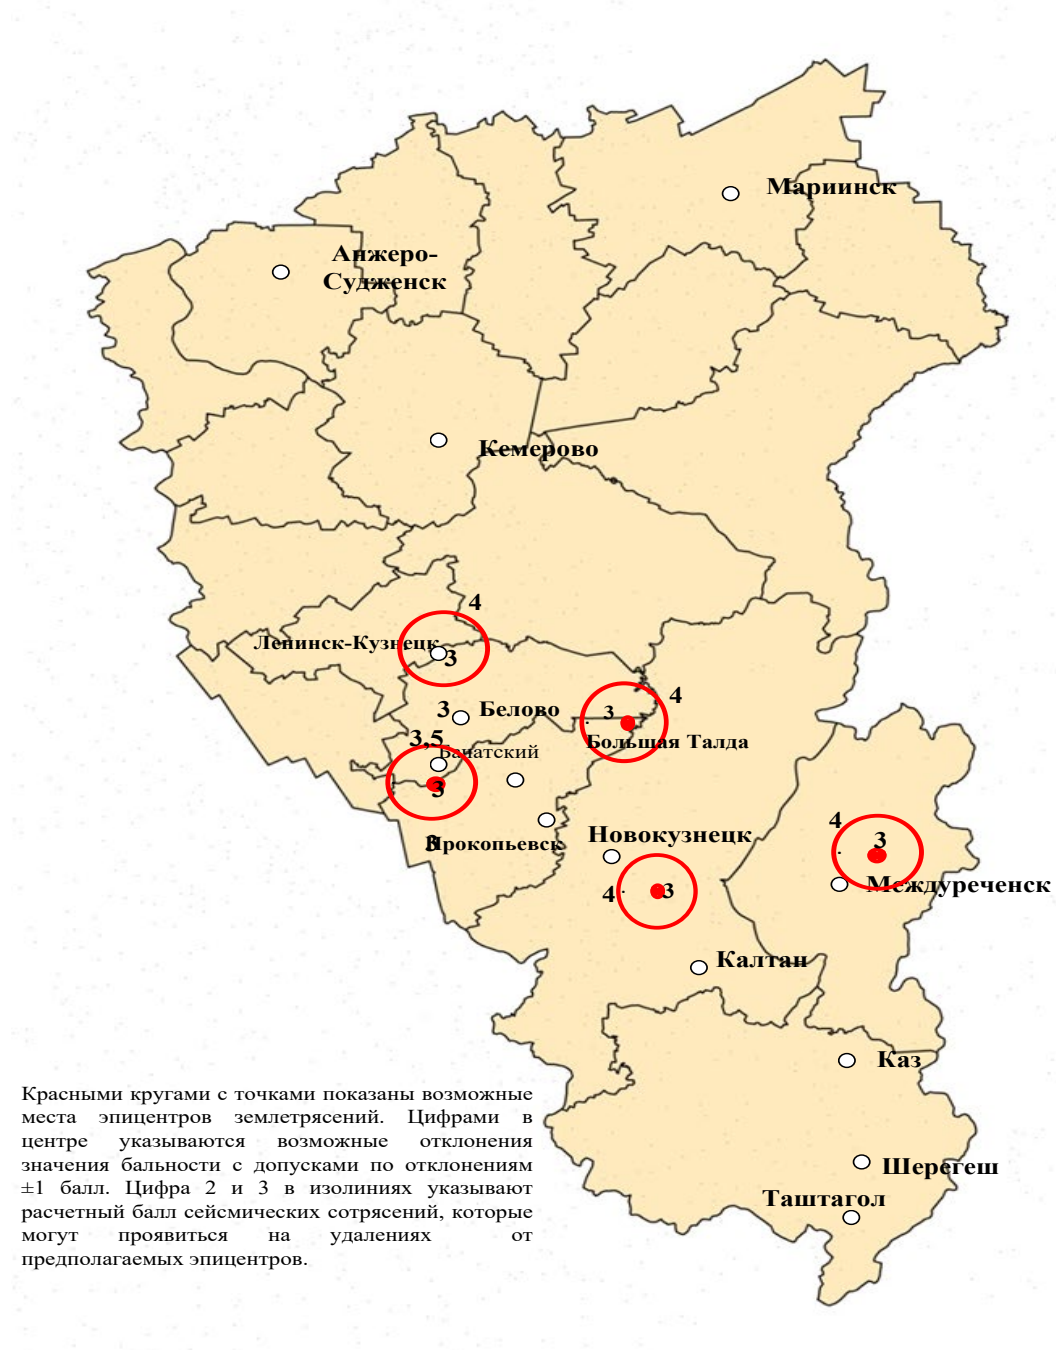 Мариинск
Анжеро-
Судженск
Кемерово
4
Ленинск-Кузнецк
3
4
3
Белово
3
3,5
Бачатский
Большая Талда
3
4
3
Новокузнецк
3
Прокопьевск
Междуреченск
4
3
Калтан
Каз
Красными кругами с точками показаны возможные
места эпицентров землетрясений. Цифрами в
центре указываются возможные отклонения
значения бальности с допусками по отклонениям
±1 балл. Цифра 2 и 3 в изолиниях указывают
расчетный балл сейсмических сотрясений, которые
могут проявиться на удалениях от
предполагаемых эпицентров.
Шерегеш
Таштагол